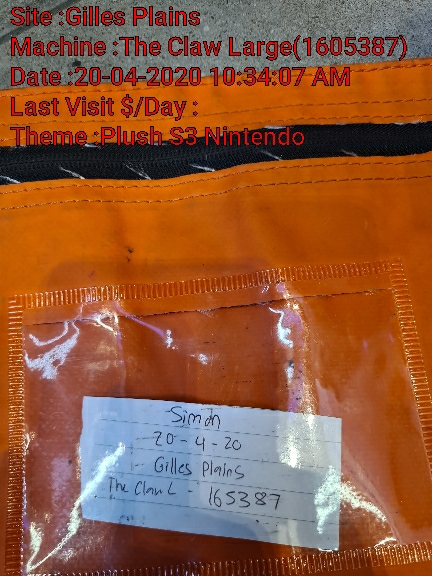 Site :Gilles Plains
Machine :The Claw Large(1605387)
Date :20-04-2020 10:34:07 AM
Last Visit $/Day :
Theme :Plush S3 Nintendo
Simon
20-4-20
- Gilles Plains
The Claw L - 165387